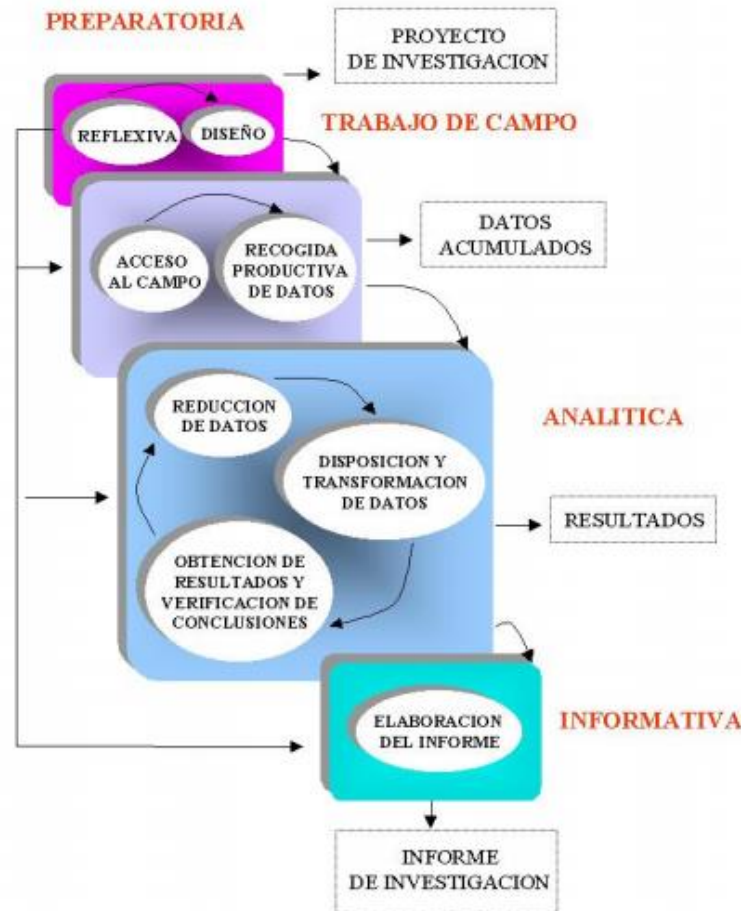 PREPARATORIA
PROYECTO
DE INVESTIGACION
REFLEXIVA
DISEÑO
TRABAJO DE CAMPO
ACCESO
AL CAMPO
RECOGIDA
PRODUCTIVA
DE DATOS
DATOS
ACUMULADOS
REDUCCION
DE DATOS
ANALITICA
DISPOSICION Y
TRANSFORMACION
DE DATOS
RESULTADOS
OBTENCION DE
RESULTADOS Y
VERIFICACION DE
CONCLUSIONES
ELABORACION
DEL INFORME
INFORMATIVA
INFORME
DE INVESTIGACION